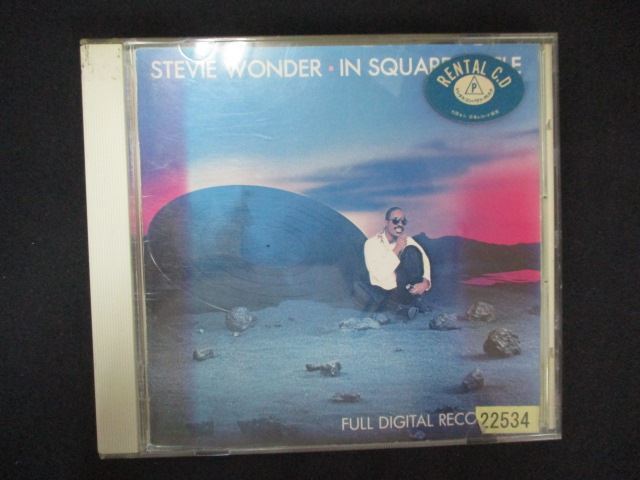 STEVIE WONDER · IN SQUARE
RENTAL C.D
P
FULL DIGITAL RECO
22534